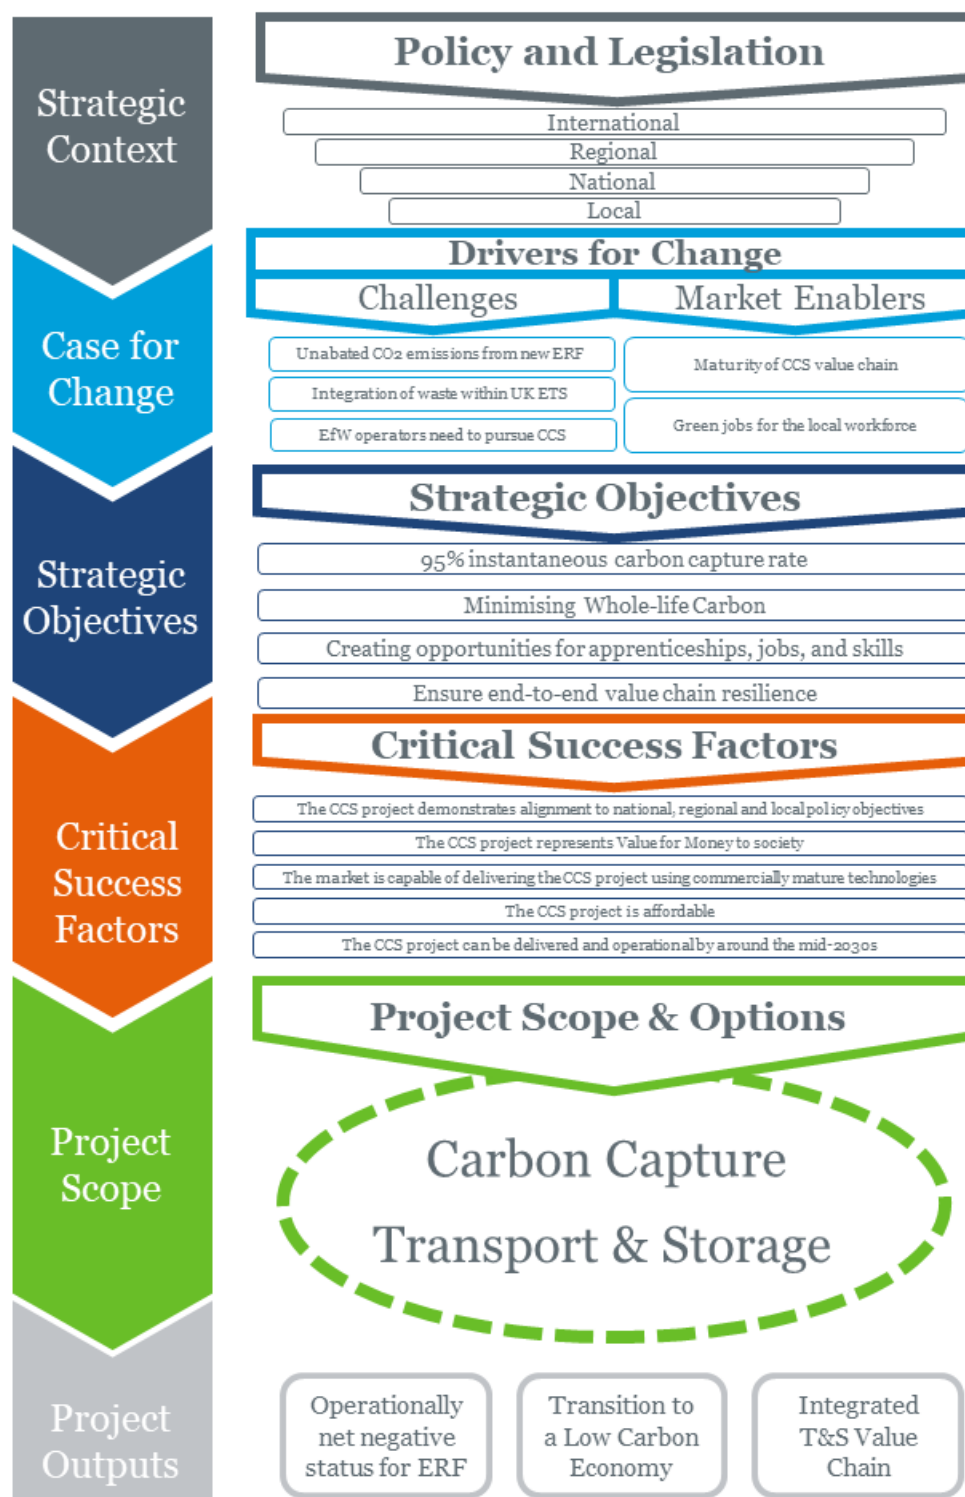 Strategic
Context
Policy and Legislation
International
Regional
National
Local
Case for
Change
Drivers for Change
Challenges
Market Enablers
Unabated CO2 emissions from new ERF
Integration of waste within UK ETS
EfW operators need to pursue CCS
Maturity of CCS value chain
Green jobs for the local workforce
Strategic
Objectives
Strategic Objectives
95% instantaneous carbon capture rate
Minimising Whole-life Carbon
Creating opportunities for apprenticeships, jobs, and skills
Ensure end-to-end value chain resilience
Critical
Success
Factors
Critical Success Factors
The CCS project demonstrates alignment to national, regional and local policy objectives
The CCS project represents Value for Money to society
The market is capable of delivering the CCS project using commercially mature technologies
The CCS project is affordable
The CCS project can be delivered and operational by around the mid-2030s
Project
Scope
Project Scope & Options
Carbon Capture
Transport & Storage
Project
Outputs
Operationally
net negative
status for ERF
Transition to
a Low Carbon
Economy
Integrated
T&S Value
Chain